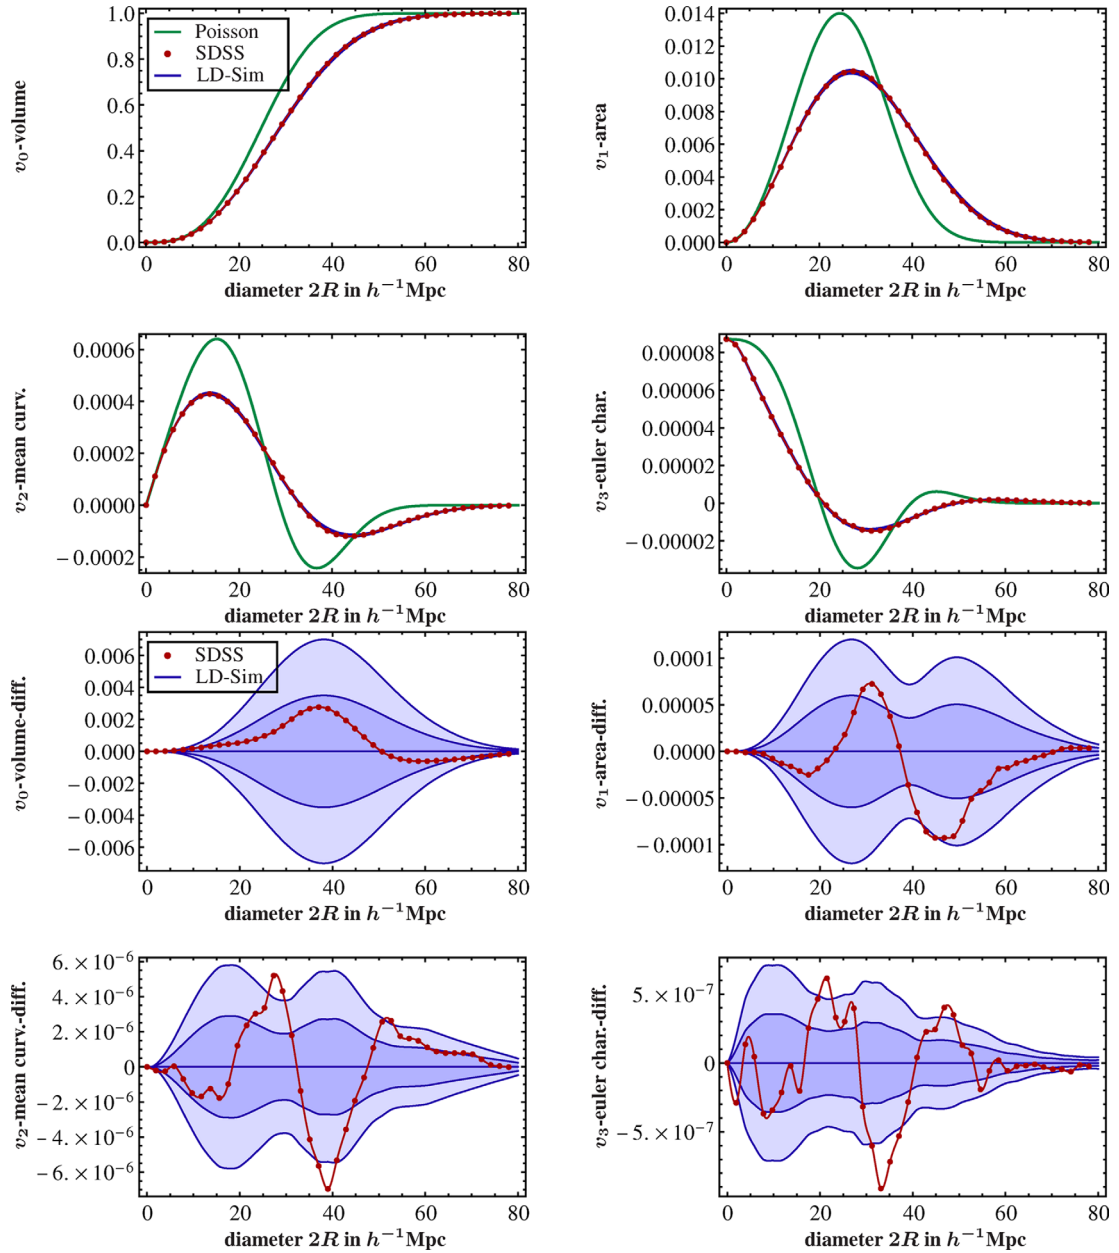 1.0
0.8
0.6
0.4
0.2
0.0
Poisson
SDSS
LD-Sim
v₀-volume
0 20 40 60 80
diameter 2R in h⁻¹Mpc
0.014
0.012
0.010
0.008
0.006
0.004
0.002
0.000
v₁-area
0 20 40 60 80
diameter 2R in h⁻¹Mpc
0.0006
0.0004
0.0002
0.0000
−0.0002
v₂-mean curv.
0 20 40 60 80
diameter 2R in h⁻¹Mpc
0.00008
0.00006
0.00004
0.00002
0
−0.00002
v₃-euler char.
0 20 40 60 80
diameter 2R in h⁻¹Mpc
0.006
0.004
0.002
0.000
−0.002
−0.004
−0.006
SDSS
LD-Sim
v₀-volume-diff.
0 20 40 60 80
diameter 2R in h⁻¹Mpc
0.0001
0.00005
0.0000
−0.00005
−0.0001
v₁-area-diff.
0 20 40 60 80
diameter 2R in h⁻¹Mpc
6. × 10⁻⁶
4. × 10⁻⁶
2. × 10⁻⁶
0
−2. × 10⁻⁶
−4. × 10⁻⁶
−6. × 10⁻⁶
v₂-mean curv.-diff.
0 20 40 60 80
diameter 2R in h⁻¹Mpc
5. × 10⁻⁷
0
−5. × 10⁻⁷
v₃-euler char.-diff.
0 20 40 60 80
diameter 2R in h⁻¹Mpc